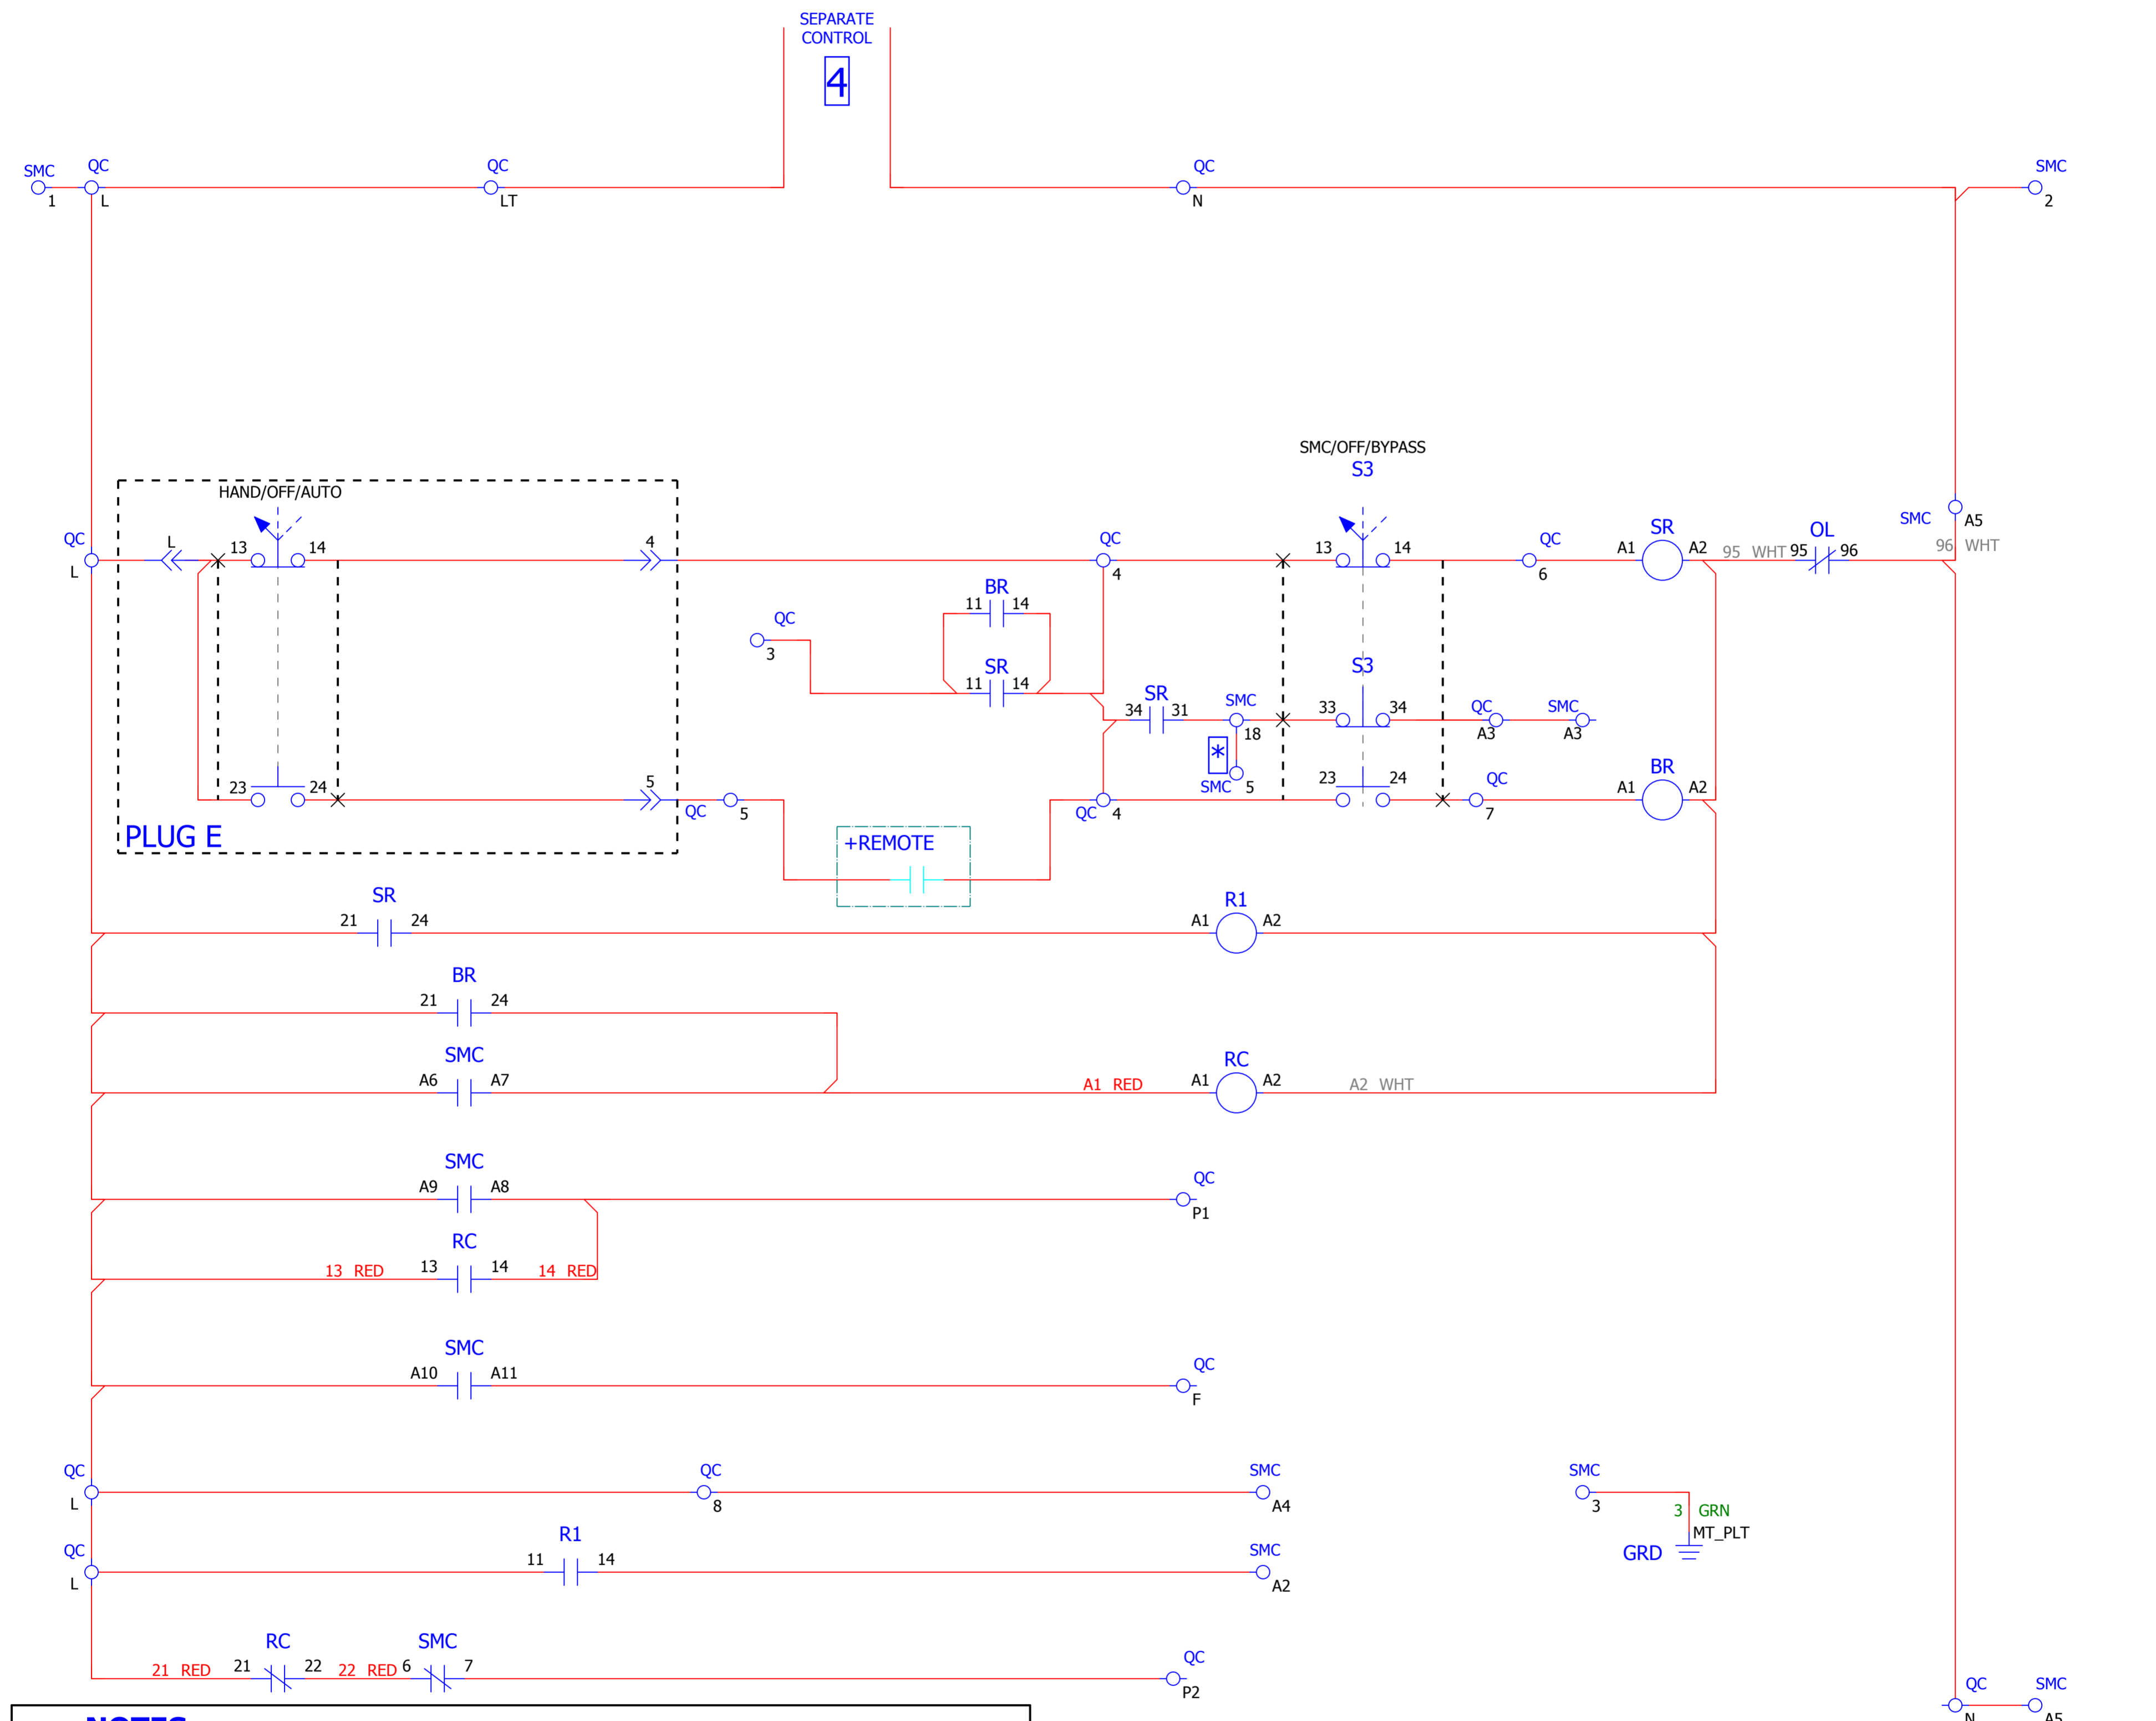 SEPARATE
CONTROL
4
SMC
1
QC
L
QC
LT
QC
N
SMC
2
SMC/OFF/BYPASS
S3
HAND/OFF/AUTO
QC
L
L
13
14
4
QC
4
13
14
QC
6
A1
SR
A2
95 WHT
95
OL
96
SMC
A5
96 WHT
BR
11
14
QC
3
SR
11
14
SR
34
31
SMC
18
*
SMC
5
S3
33
34
QC
A3
SMC
A3
23
24
5
QC
5
QC
4
23
24
QC
7
A1
BR
A2
PLUG E
+REMOTE
SR
21
24
R1
A1
A2
BR
21
24
SMC
A6
A7
A1 RED
RC
A1
A2
A2 WHT
SMC
A9
A8
QC
P1
RC
13 RED
13
14
14 RED
SMC
A10
A11
QC
F
QC
L
QC
8
SMC
A4
SMC
3
3 GRN
MT_PLT
GRD
QC
L
R1
11
14
SMC
A2
RC
21 RED
21
22
22 RED
SMC
6
7
QC
P2
QC
N
SMC
A5
NOTES